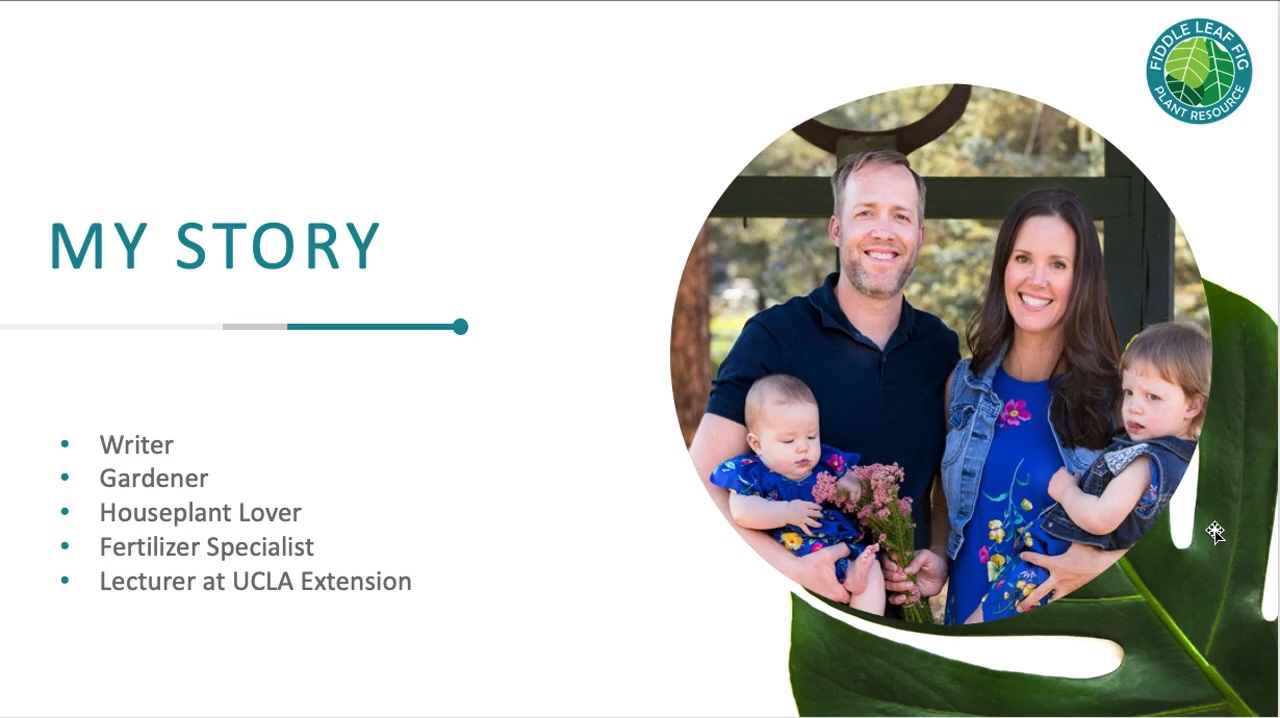 FIDDLE LEAF FIG
PLANT RESOURCE
MY STORY
• Writer
• Gardener
• Houseplant Lover
• Fertilizer Specialist
• Lecturer at UCLA Extension